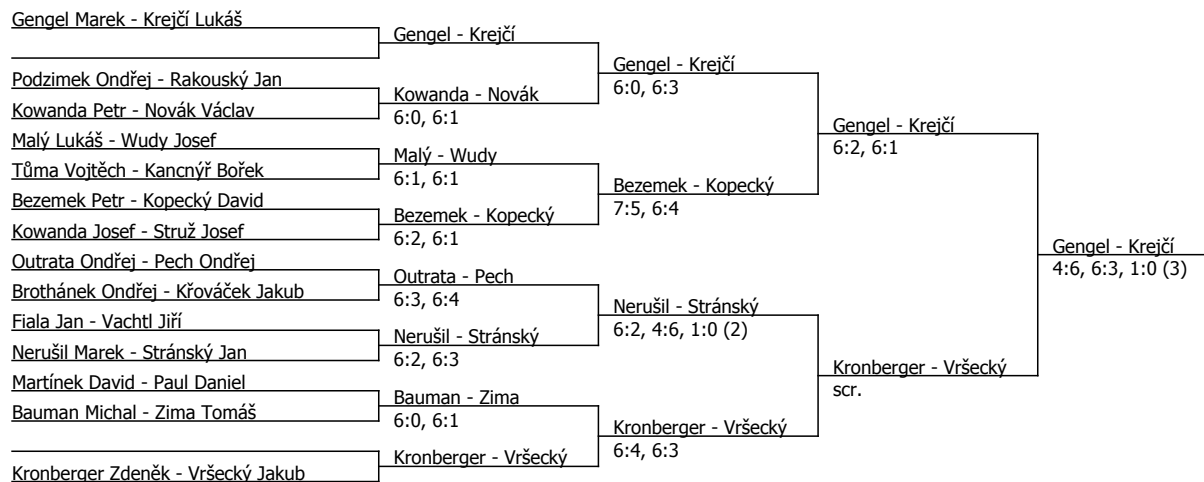 Gengel Marek - Krejčí Lukáš
Podzimek Ondřej - Rakouský Jan
Kowanda Petr - Novák Václav
Malý Lukáš - Wudy Josef
Tůma Vojtěch - Kancnýř Bořek
Bezemek Petr - Kopecký David
Kowanda Josef - Struž Josef
Outrata Ondřej - Pech Ondřej
Brothánek Ondřej - Křováček Jakub
Fiala Jan - Vachtl Jiří
Nerušil Marek - Stránský Jan
Martínek David - Paul Daniel
Bauman Michal - Zima Tomáš
Kronberger Zdeněk - Vršecký Jakub
Gengel - Krejčí
Kowanda - Novák
6:0, 6:1
Malý - Wudy
6:1, 6:1
Bezemek - Kopecký
6:2, 6:1
Outrata - Pech
6:3, 6:4
Nerušil - Stránský
6:2, 6:3
Bauman - Zima
6:0, 6:1
Kronberger - Vršecký
Gengel - Krejčí
6:0, 6:3
Bezemek - Kopecký
7:5, 6:4
Nerušil - Stránský
6:2, 4:6, 1:0 (2)
Kronberger - Vršecký
6:4, 6:3
Gengel - Krejčí
6:2, 6:1
Kronberger - Vršecký
scr.
Gengel - Krejčí
4:6, 6:3, 1:0 (3)